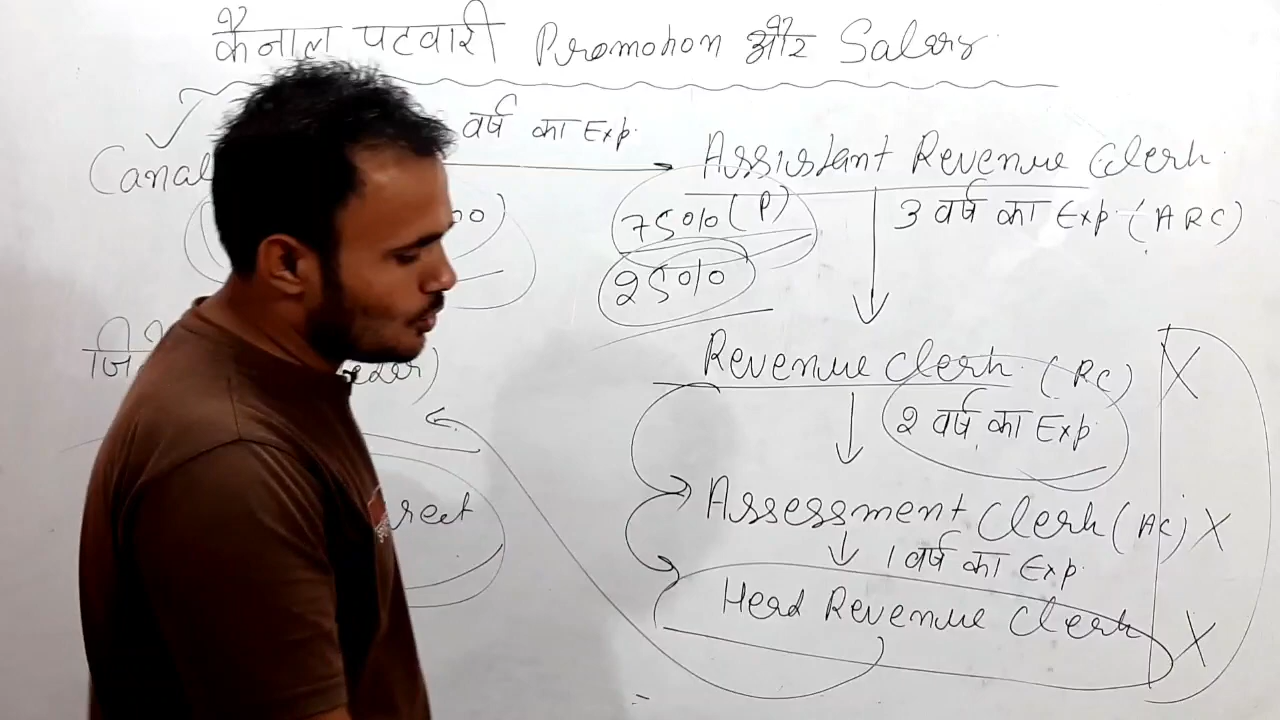 कैनाल पटवारी Promohon और Salary
वर्ष का Exp.
Canal
Assistant Revenue Clerk
75% (P)
3 वर्ष का Exp. (ARC)
25%
Revenue Clerk (RC) X
2 वर्ष का Exp.
Assessment Clerk (AC) X
1 वर्ष का Exp.
Head Revenue Clerk X